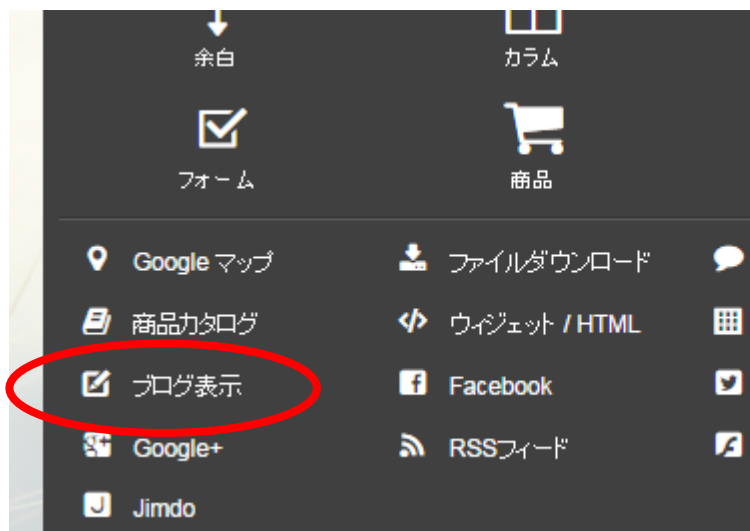 余白 カラム
フォーム 商品
Google マップ ファイルダウンロード
商品カタログ ウィジェット / HTML
ブログ表示 Facebook
Google+ RSSフィード
Jimdo